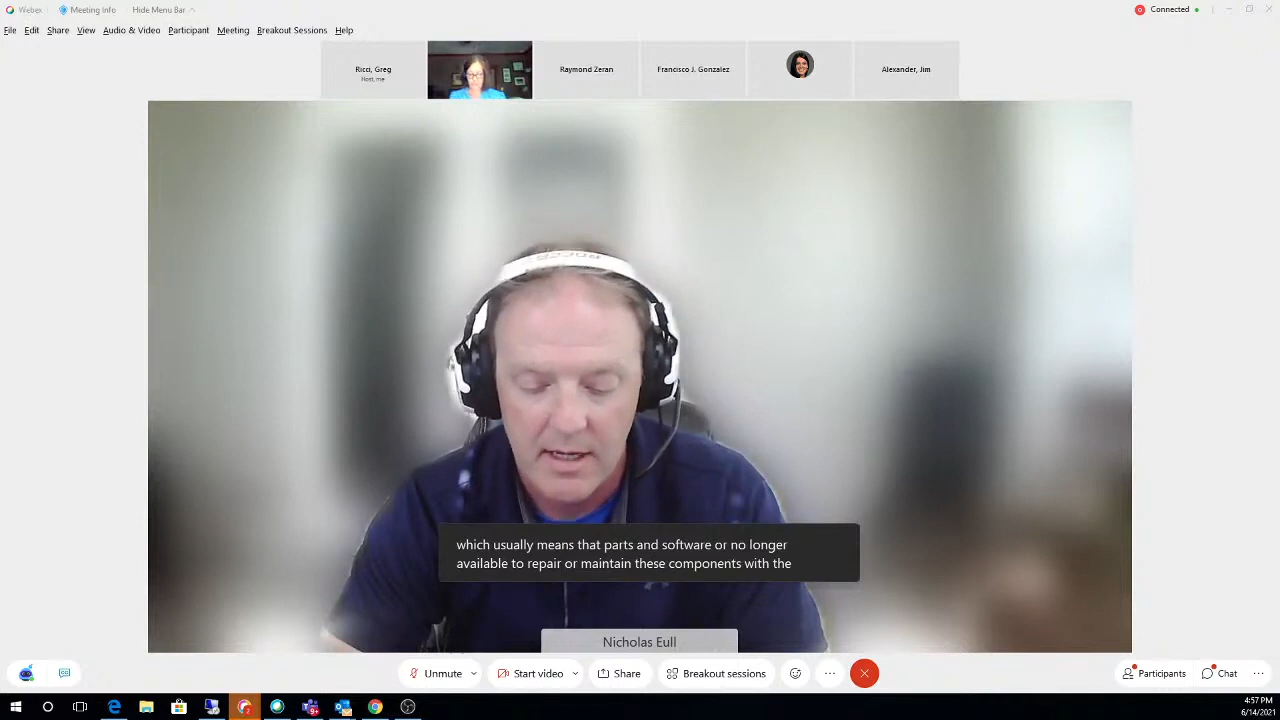 Webex
Meeting Info
Hide Menu Bar
Connected
File
Edit
Share
View
Audio & Video
Participant
Meeting
Breakout Sessions
Help
Ricci, Greg
Host, me
Raymond Zeran
Francisco J. Gonzalez
Alexander, Jim
which usually means that parts and software or no longer
available to repair or maintain these components with the
Nicholas Eull
Unmute
Start video
Share
Breakout sessions
Participants
Chat
4:57 PM
6/14/2021